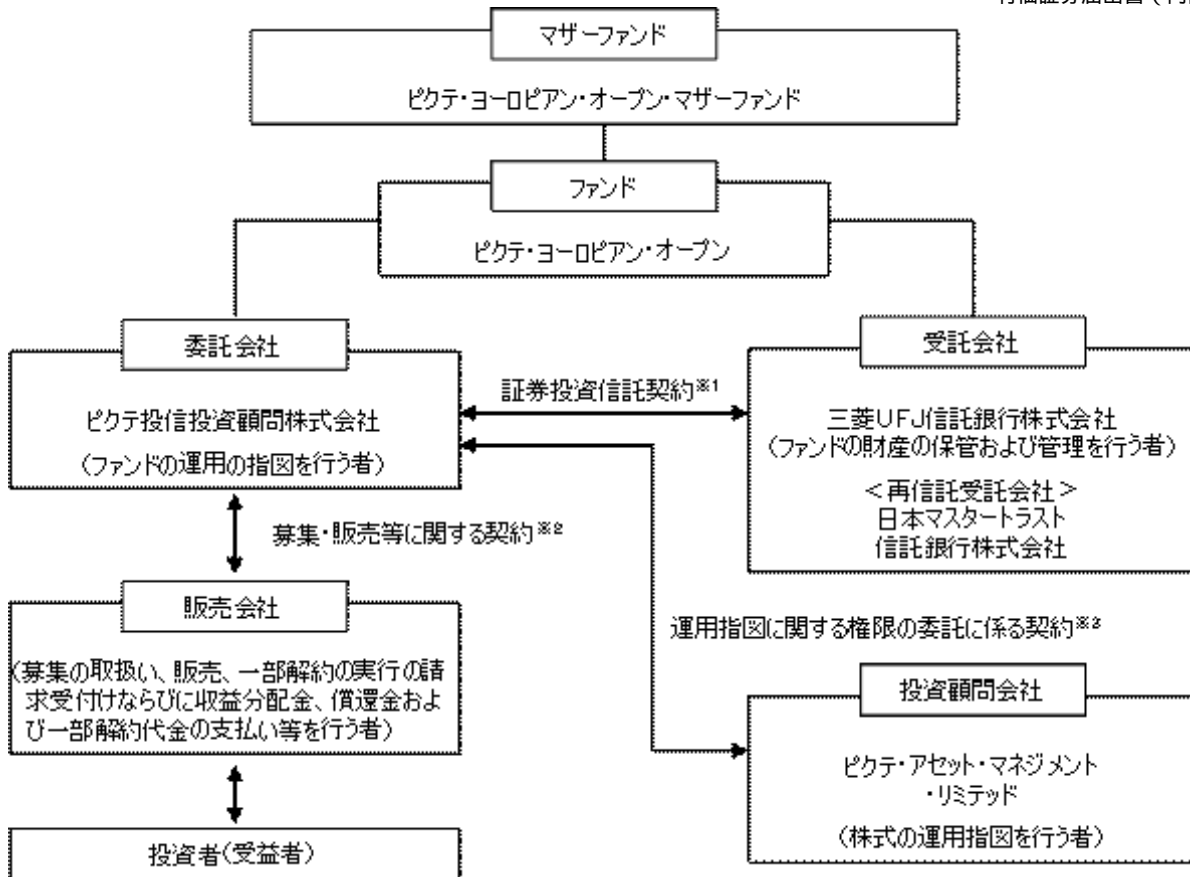 マザーファンド
ピクテ・ヨーロピアン・オープン・マザーファンド
ファンド
ピクテ・ヨーロピアン・オープン
委託会社
ピクテ投信投資顧問株式会社
(ファンドの運用の指図を行う者)
証券投資信託契約※1
受託会社
三菱UFJ信託銀行株式会社
(ファンドの財産の保管および管理を行う者)
<再信託受託会社>
日本マスタートラスト
信託銀行株式会社
募集・販売等に関する契約※2
販売会社
(募集の取扱い、販売、一部解約の実行の請
求受付けならびに収益分配金、償還金およ
び一部解約代金の支払い等を行う者)
運用指図に関する権限の委託に係る契約※3
投資顧問会社
ピクテ・アセット・マネジメント
・リミテッド
(株式の運用指図を行う者)
投資者(受益者)